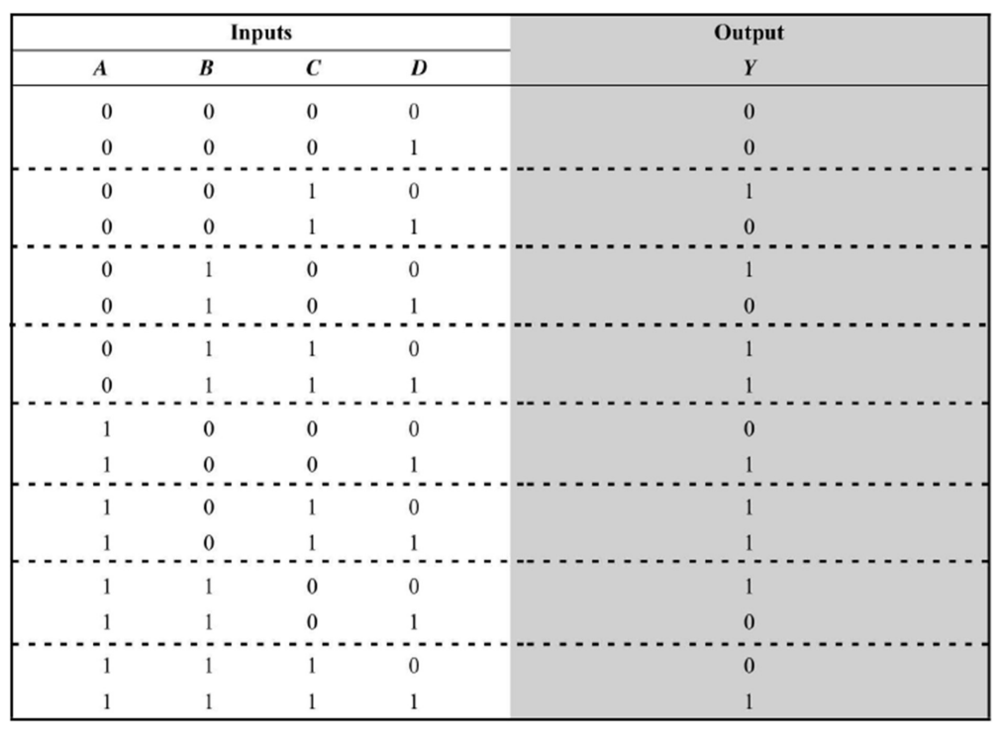 Inputs Output
A B C D Y
0 0 0 0 0
0 0 0 1 0
0 0 1 0 1
0 0 1 1 0
0 1 0 0 1
0 1 0 1 0
0 1 1 0 1
0 1 1 1 1
1 0 0 0 0
1 0 0 1 1
1 0 1 0 1
1 0 1 1 1
1 1 0 0 1
1 1 0 1 0
1 1 1 0 0
1 1 1 1 1